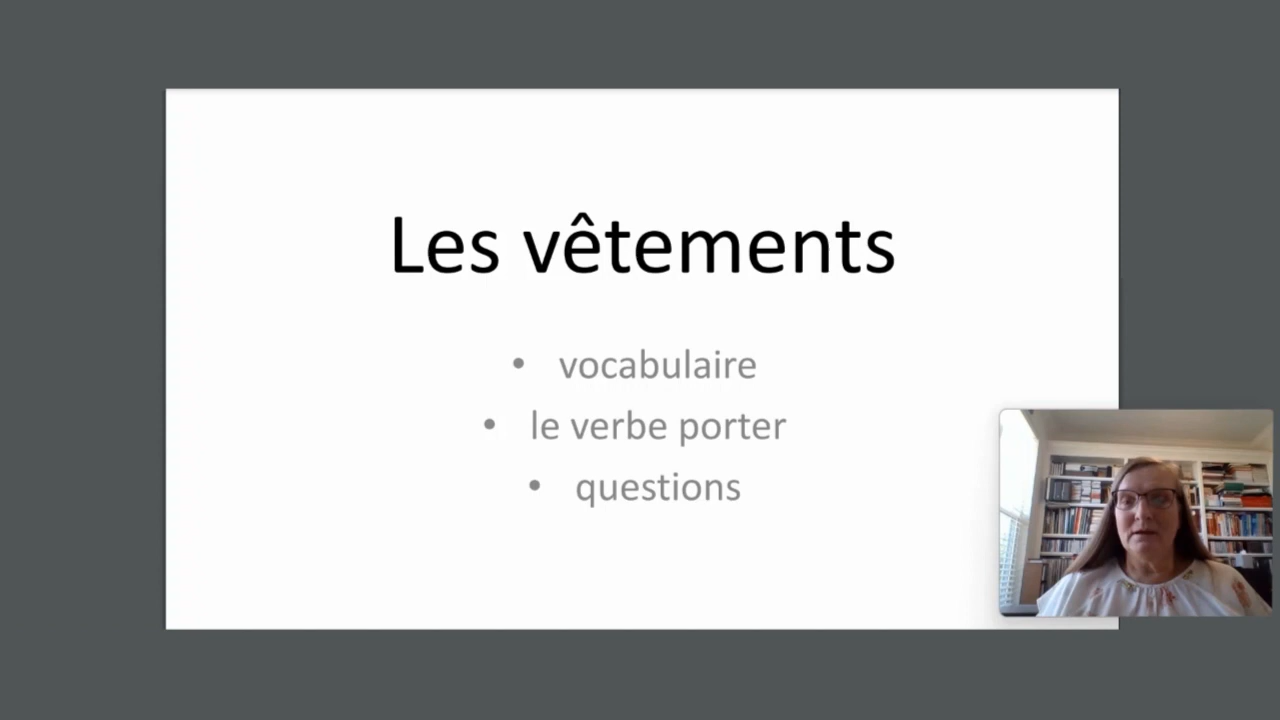 Les vêtements
• vocabulaire
• le verbe porter
• questions